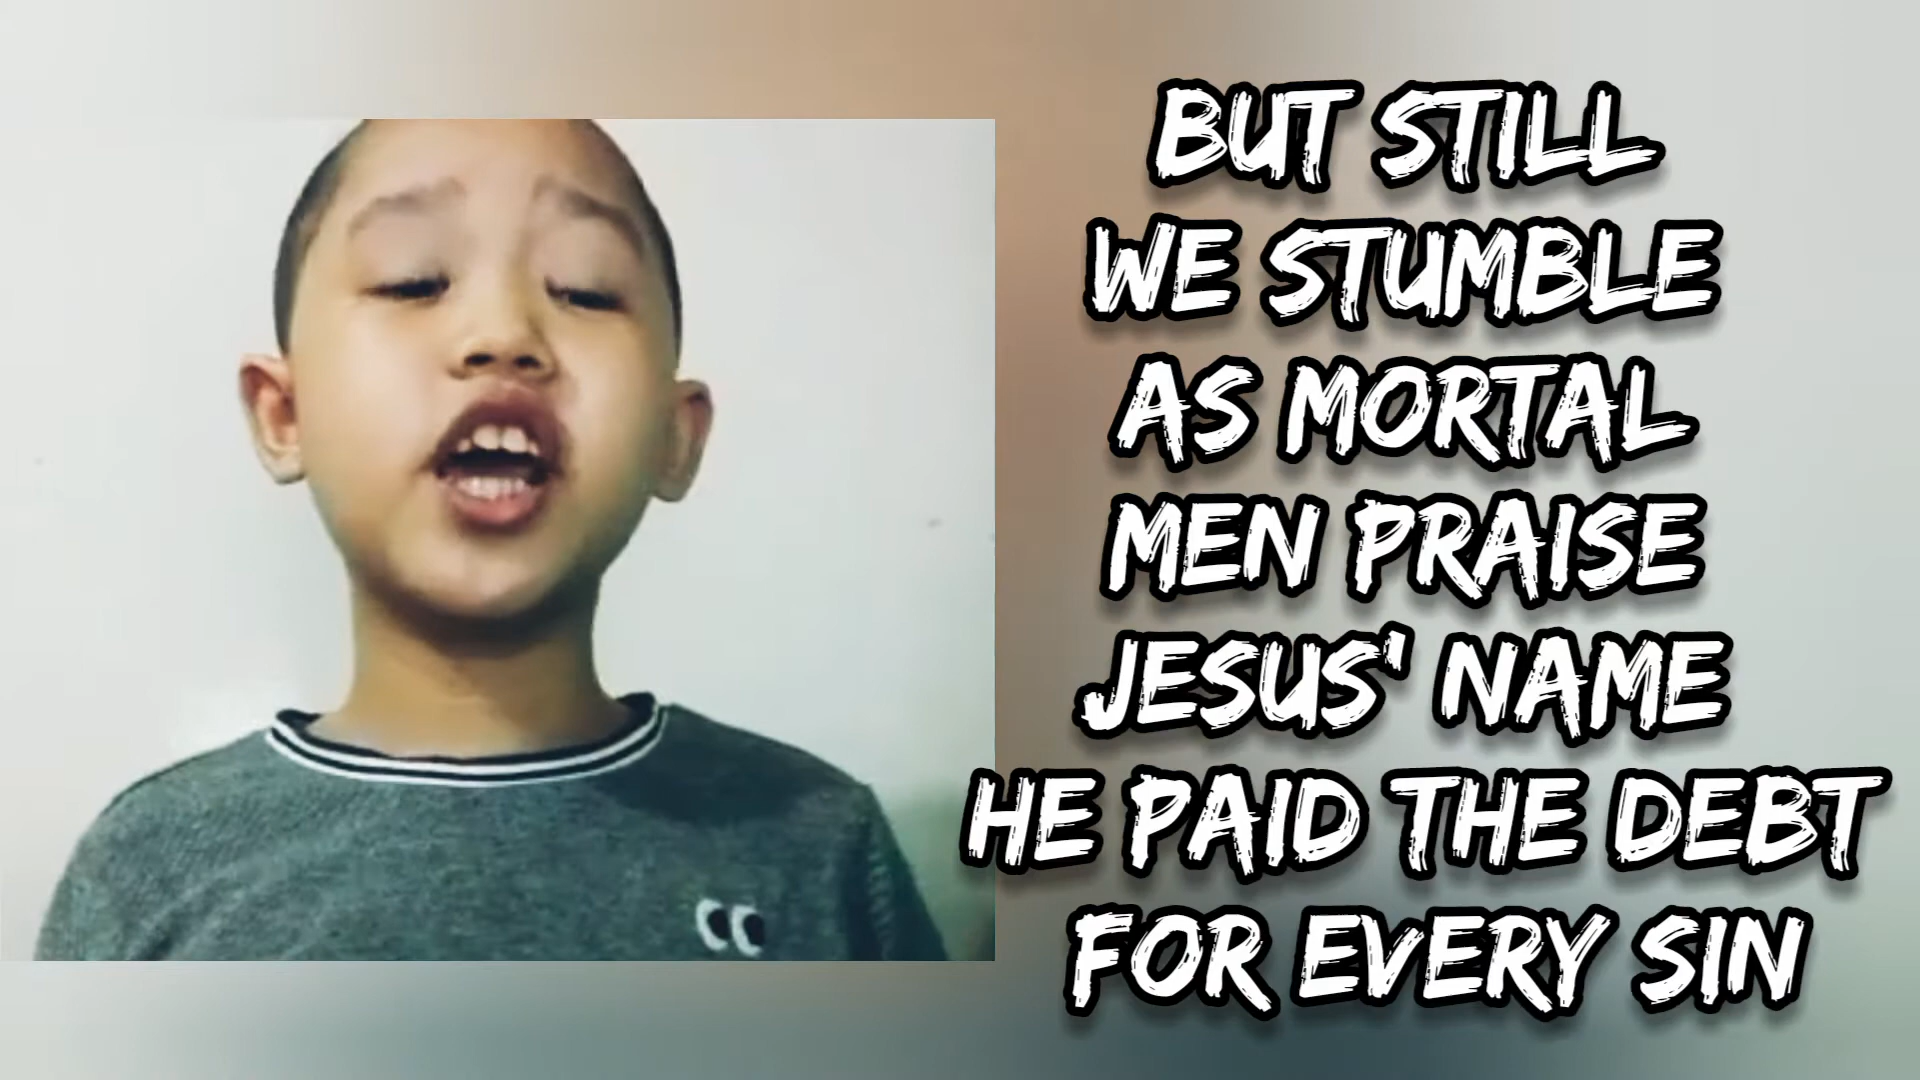 BUT STILL
WE STUMBLE
AS MORTAL
MEN PRAISE
JESUS' NAME
HE PAID THE DEBT
FOR EVERY SIN